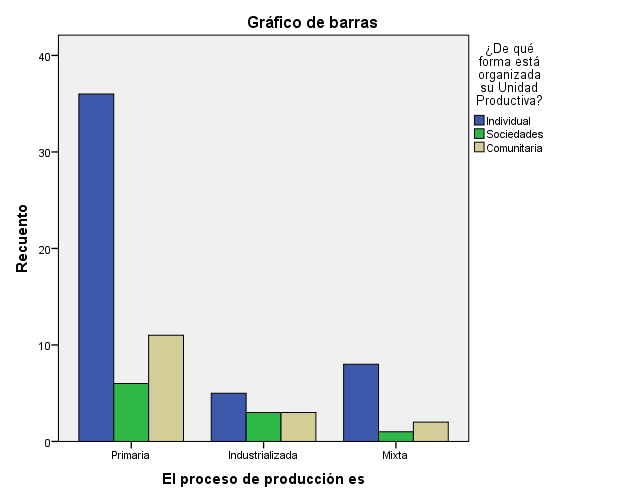 Gráfico de barras
¿De qué
forma está
organizada
su Unidad
Productiva?
Individual
Sociedades
Comunitaria
Recuento
40
30
20
10
0
Primaria
Industrializada
Mixta
El proceso de producción es